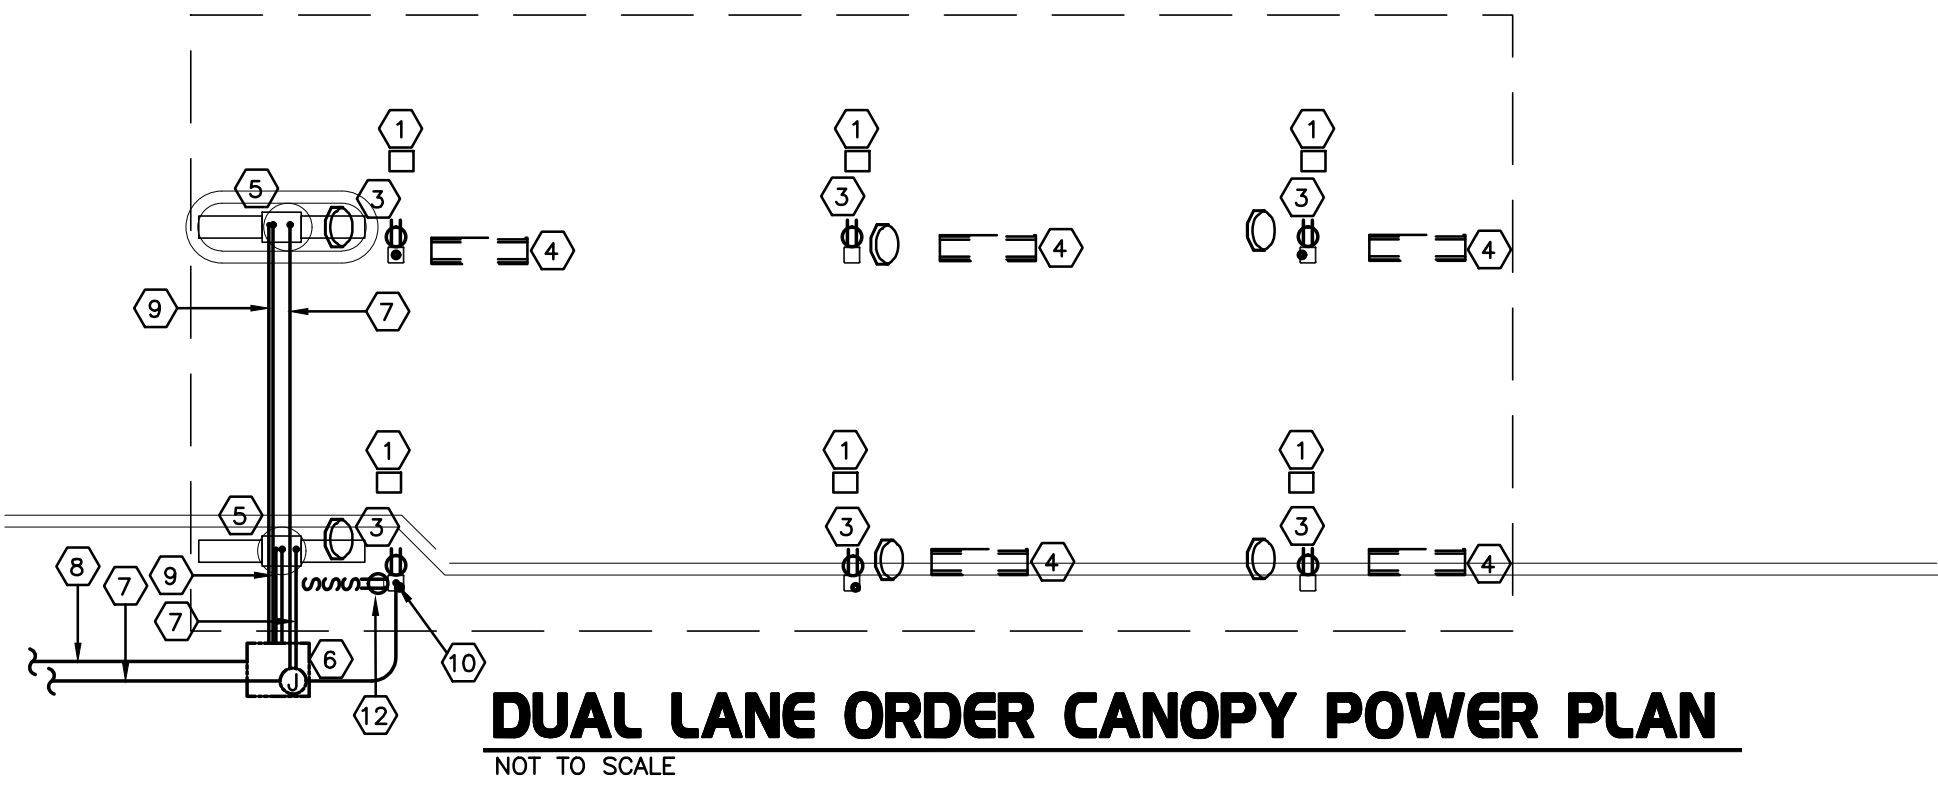 1 1 1
5 3 3 3
4 4 4
9 7
1 1 1
5 3 3 3
8 7 9 4 4
7
6 10
J
12
DUAL LANE ORDER CANOPY POWER PLAN
NOT TO SCALE